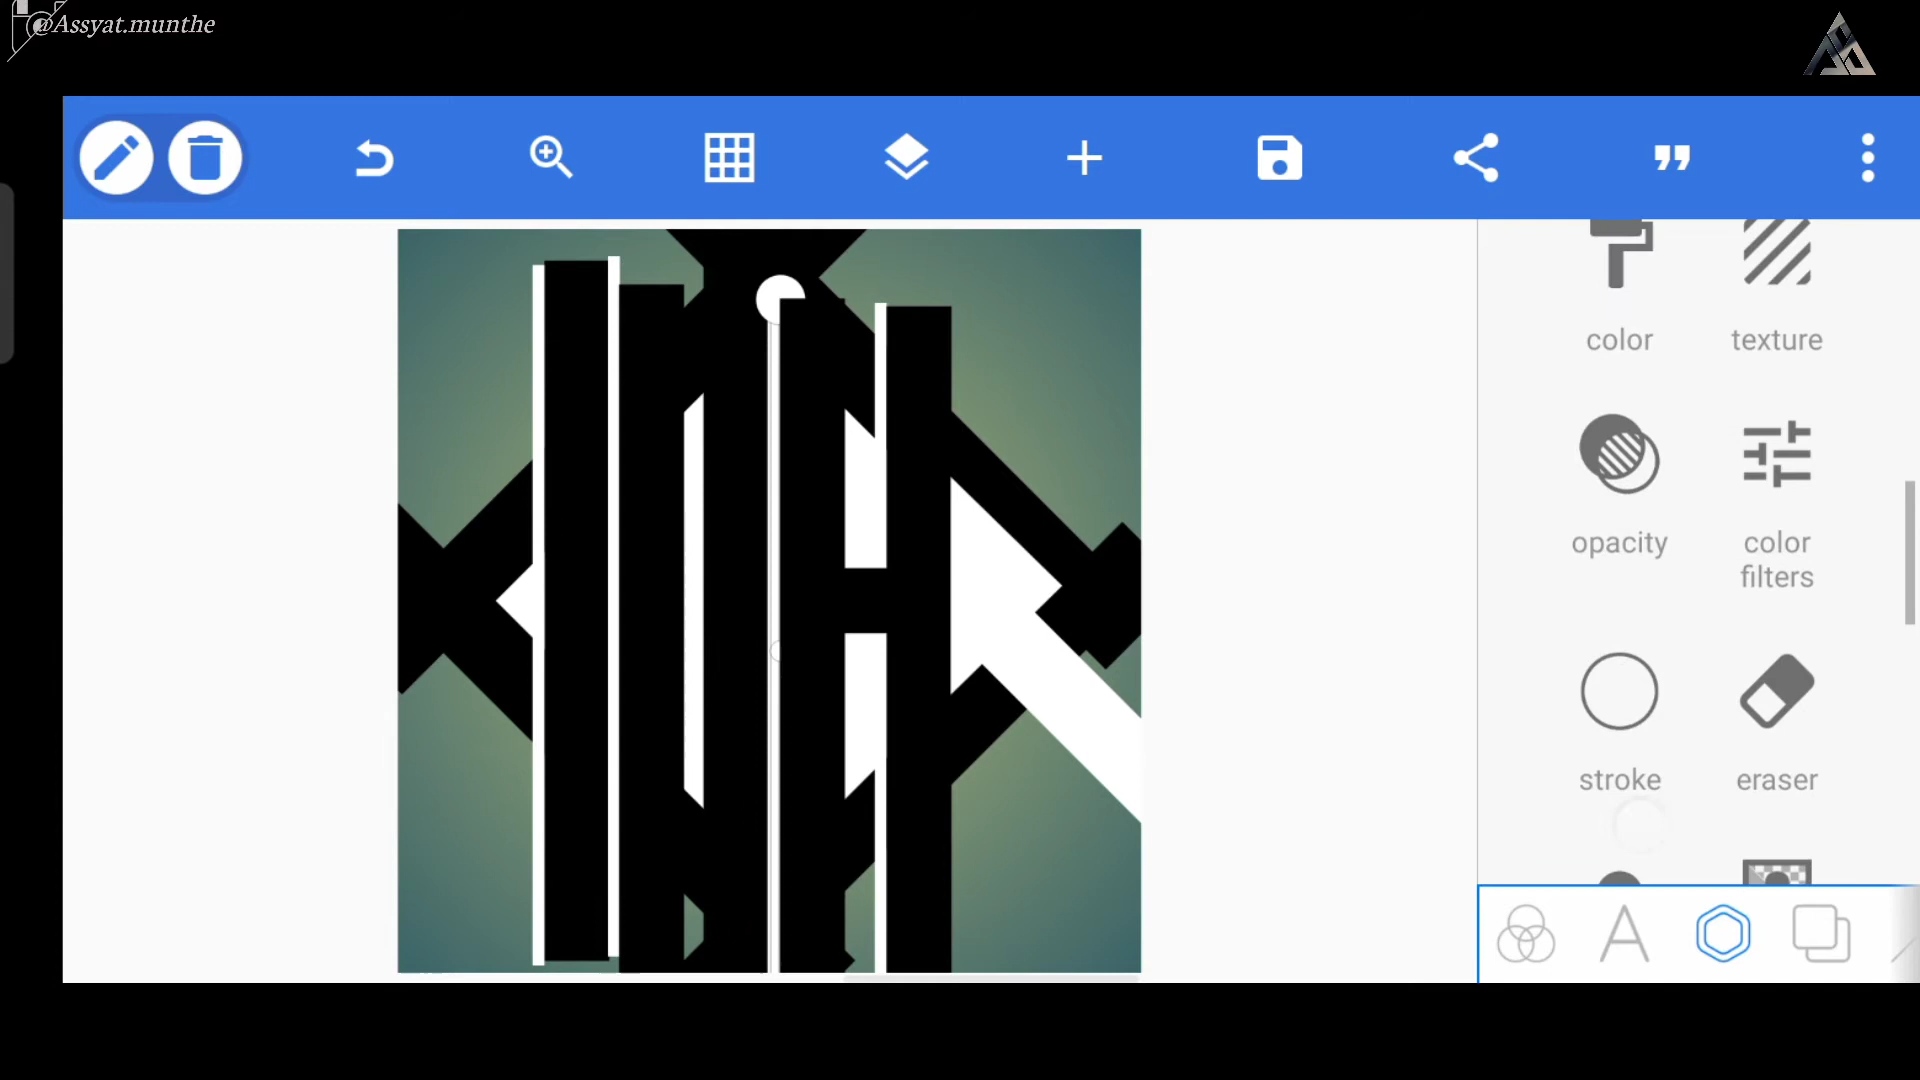 @Assyat.munthe
color
texture
opacity
color
filters
stroke
eraser